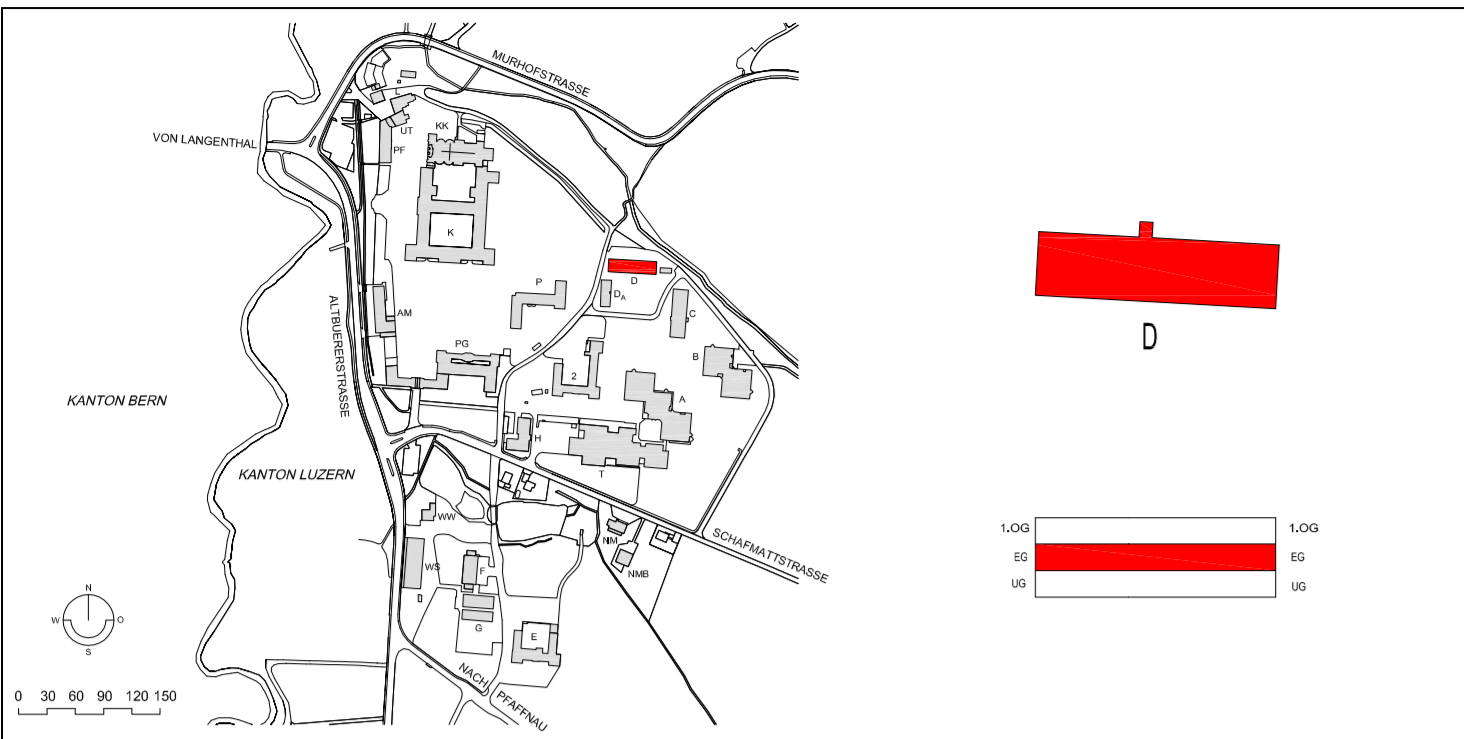 MURHOFSTRASSE
VON LANGENTHAL
L
UT
KK
PF
K
P
D
DA
C
AM
ALTBUERERSTRASSE
PG
2
B
A
KANTON BERN
H
T
KANTON LUZERN
WW
NM
SCHAFMATTSTRASSE
WS
F
NMB
G
E
NACH
PFAFFNAU
N
W O
S
0 30 60 90 120 150
D
1.OG 1.OG
EG EG
UG UG